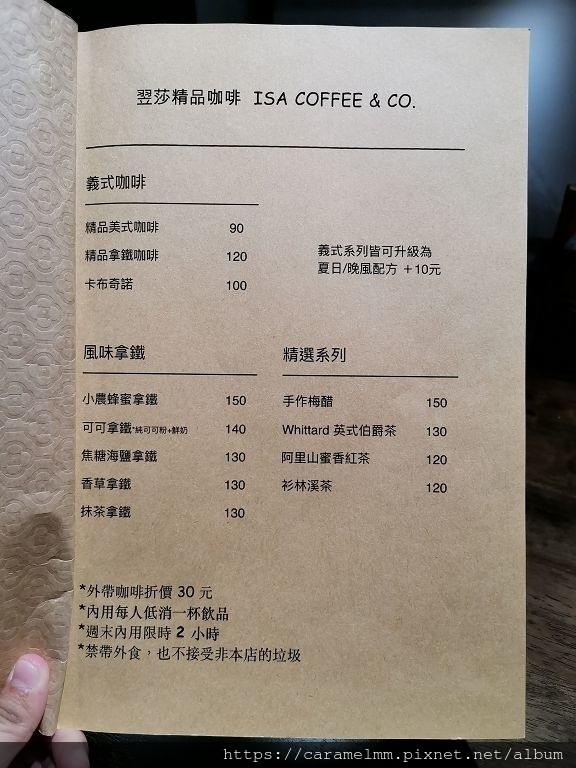 翌莎精品咖啡 ISA COFFEE & CO.
義式咖啡
精品美式咖啡 90
精品拿鐵咖啡 120
卡布奇諾 100
義式系列皆可升級為
夏日/晚風配方 +10元
風味拿鐵
小農蜂蜜拿鐵 150
可可拿鐵*純可可粉+鮮奶 140
焦糖海鹽拿鐵 130
香草拿鐵 130
抹茶拿鐵 130
精選系列
手作梅醋 150
Whittard 英式伯爵茶 130
阿里山蜜香紅茶 120
衫林溪茶 120
*外帶咖啡折價 30 元
*內用每人低消一杯飲品
*週末內用限時 2 小時
*禁帶外食，也不接受非本店的垃圾
https://caramelmm.pixnet.net/album